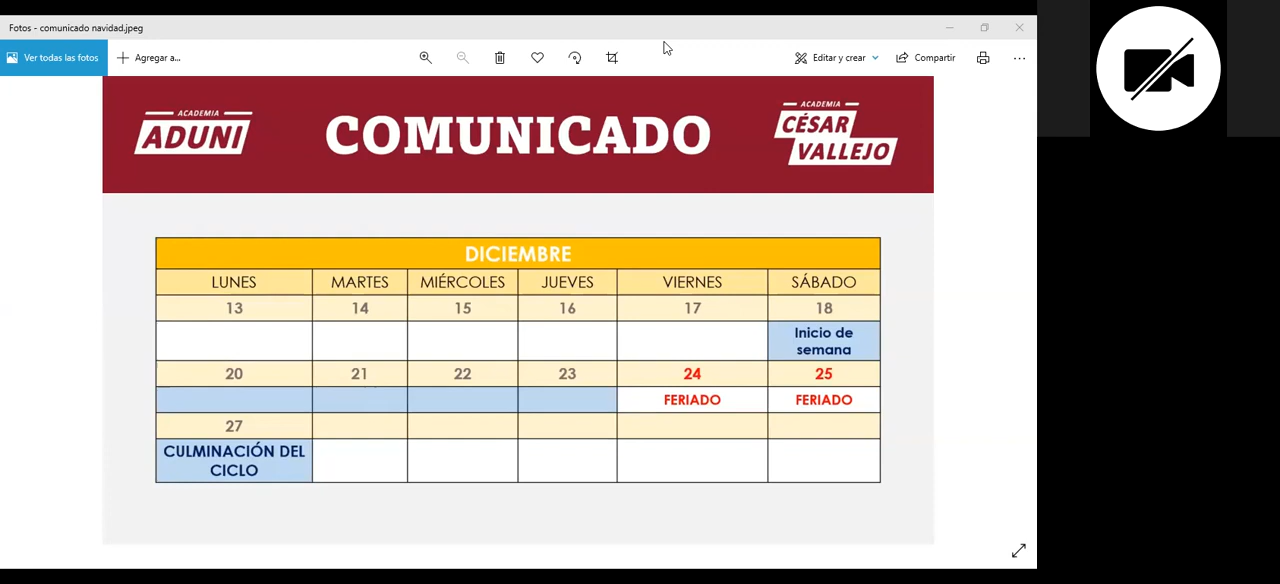 Fotos - comunicado navidad.jpeg
Ver todas las fotos
Agregar a...
Editar y crear
Compartir
ACADEMIA
ADUNI
COMUNICADO
ACADEMIA
CÉSAR
VALLEJO
DICIEMBRE
LUNES MARTES MIÉRCOLES JUEVES VIERNES SÁBADO
13 14 15 16 17 18
Inicio de
semana
20 21 22 23 24 25
FERIADO FERIADO
27
CULMINACIÓN DEL
CICLO